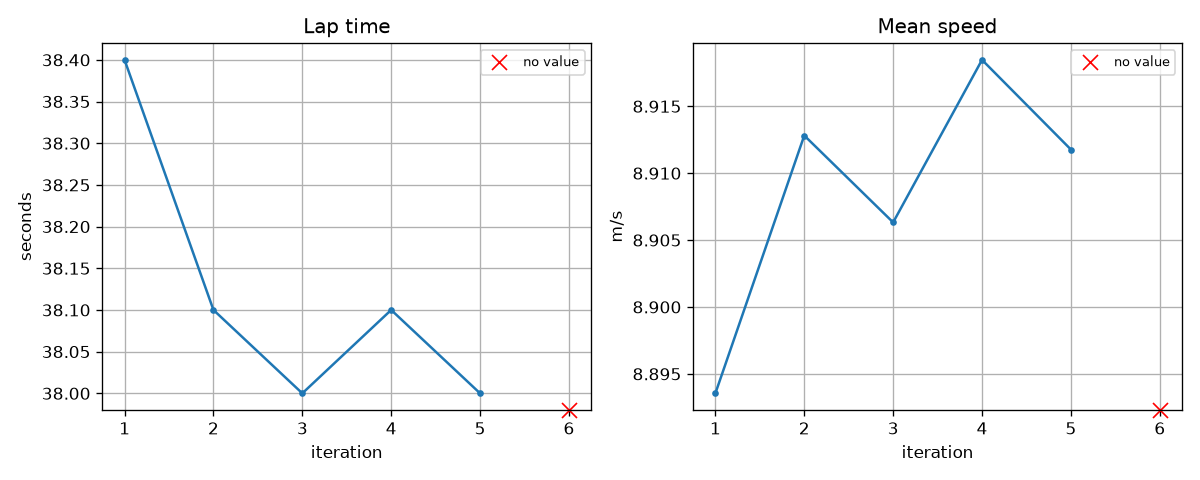 Lap time
no value
38.40
38.35
38.30
38.25
38.20
38.15
38.10
38.05
38.00
seconds
1 2 3 4 5 6
iteration
Mean speed
no value
8.915
8.910
8.905
8.900
8.895
m/s
1 2 3 4 5 6
iteration